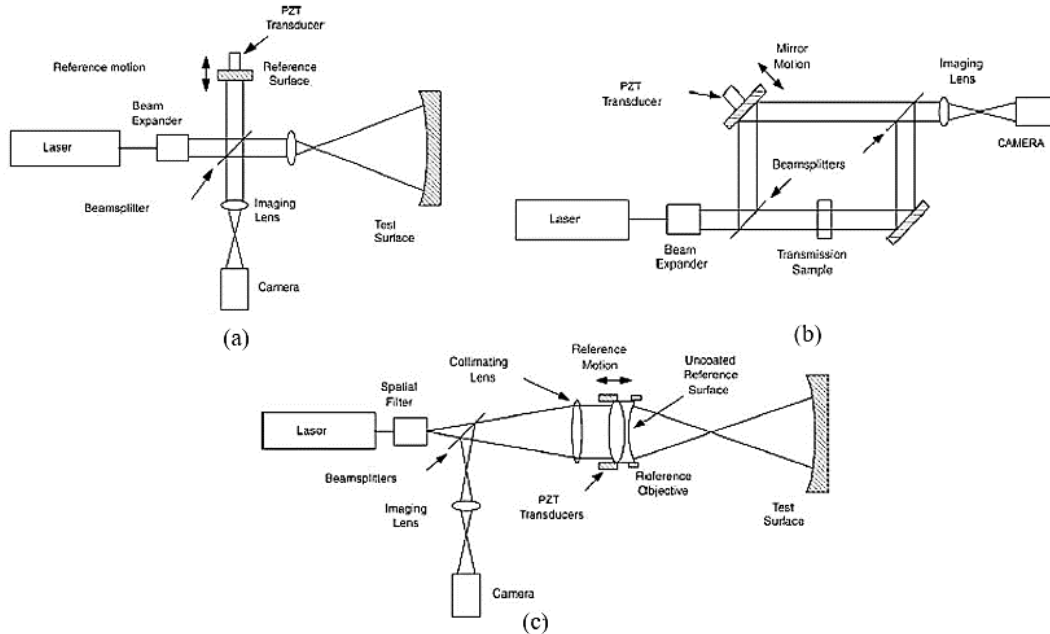 PZT
Transducer
Reference motion
Reference
Surface
Beam
Expander
Laser
Beamsplitter
Imaging
Lens
Test
Surface
Camera
(a)
Mirror
Motion
PZT
Transducer
Imaging
Lens
CAMERA
Beamsplitters
Laser
Beam
Expander
Transmission
Sample
(b)
Collimating
Lens
Reference
Motion
Uncoated
Reference
Surface
Spatial
Filter
Laser
Beamsplitters
Imaging
Lens
PZT
Transducers
Reference
Objective
Test
Surface
Camera
(c)